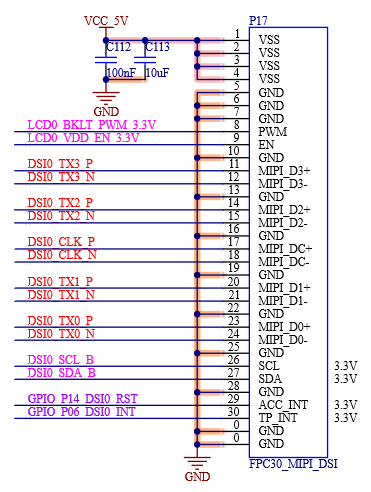 VCC_5V P17
C112 C113
100nF 10uF
GND
1 VSS
2 VSS
3 VSS
4 VSS
5 GND
6 GND
7 GND
LCD0_BKLT_PWM_3.3V 8 PWM
LCD0_VDD_EN_3.3V 9 EN
10 GND
DSI0_TX3_P 11 MIPI_D3+
DSI0_TX3_N 12 MIPI_D3-
13 GND
DSI0_TX2_P 14 MIPI_D2+
DSI0_TX2_N 15 MIPI_D2-
16 GND
DSI0_CLK_P 17 MIPI_DC+
DSI0_CLK_N 18 MIPI_DC-
19 GND
DSI0_TX1_P 20 MIPI_D1+
DSI0_TX1_N 21 MIPI_D1-
22 GND
DSI0_TX0_P 23 MIPI_D0+
DSI0_TX0_N 24 MIPI_D0-
25 GND
DSI0_SCL_B 26 SCL 3.3V
DSI0_SDA_B 27 SDA 3.3V
28 GND
GPIO_P14_DSI0_RST 29 ACC_INT 3.3V
GPIO_P06_DSI0_INT 30 TP_INT 3.3V
0 GND
0 GND
GND FPC30_MIPI_DSI